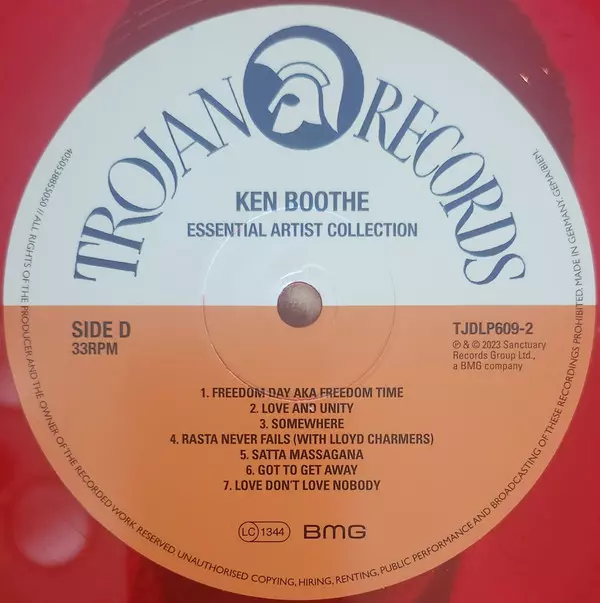 TROJAN RECORDS
KEN BOOTHE
ESSENTIAL ARTIST COLLECTION
SIDE D
33RPM
TJDLP609-2
℗ & © 2023 Sanctuary
Records Group Ltd.,
a BMG company
1. FREEDOM DAY AKA FREEDOM TIME
2. LOVE AND UNITY
3. SOMEWHERE
4. RASTA NEVER FAILS (WITH LLOYD CHARMERS)
5. SATTA MASSAGANA
6. GOT TO GET AWAY
7. LOVE DON'T LOVE NOBODY
LC 1344 BMG
4050538855050 // ALL RIGHTS OF THE PRODUCER AND THE OWNER OF THE RECORDED WORK RESERVED. UNAUTHORISED COPYING, HIRING, RENTING, PUBLIC PERFORMANCE AND BROADCASTING OF THESE RECORDINGS PROHIBITED. MADE IN GERMANY. GEMA/BIEM.